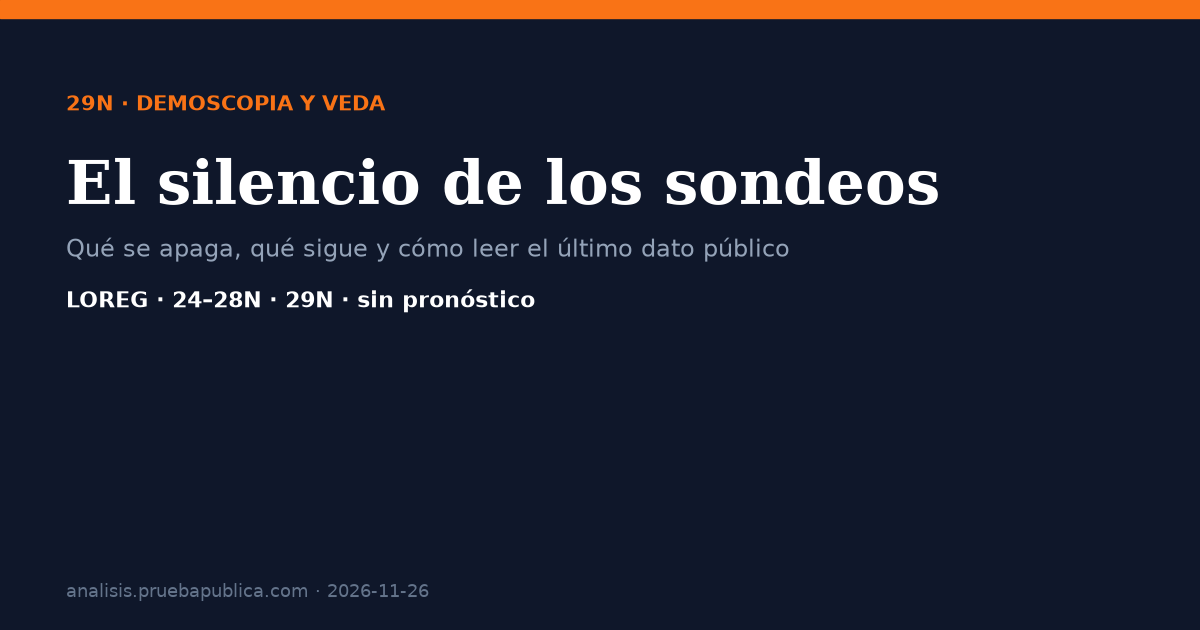 29N · DEMOSCOPIA Y VEDA
El silencio de los sondeos
Qué se apaga, qué sigue y cómo leer el último dato público
LOREG · 24–28N · 29N · sin pronóstico
analisis.pruebapublica.com · 2026-11-26